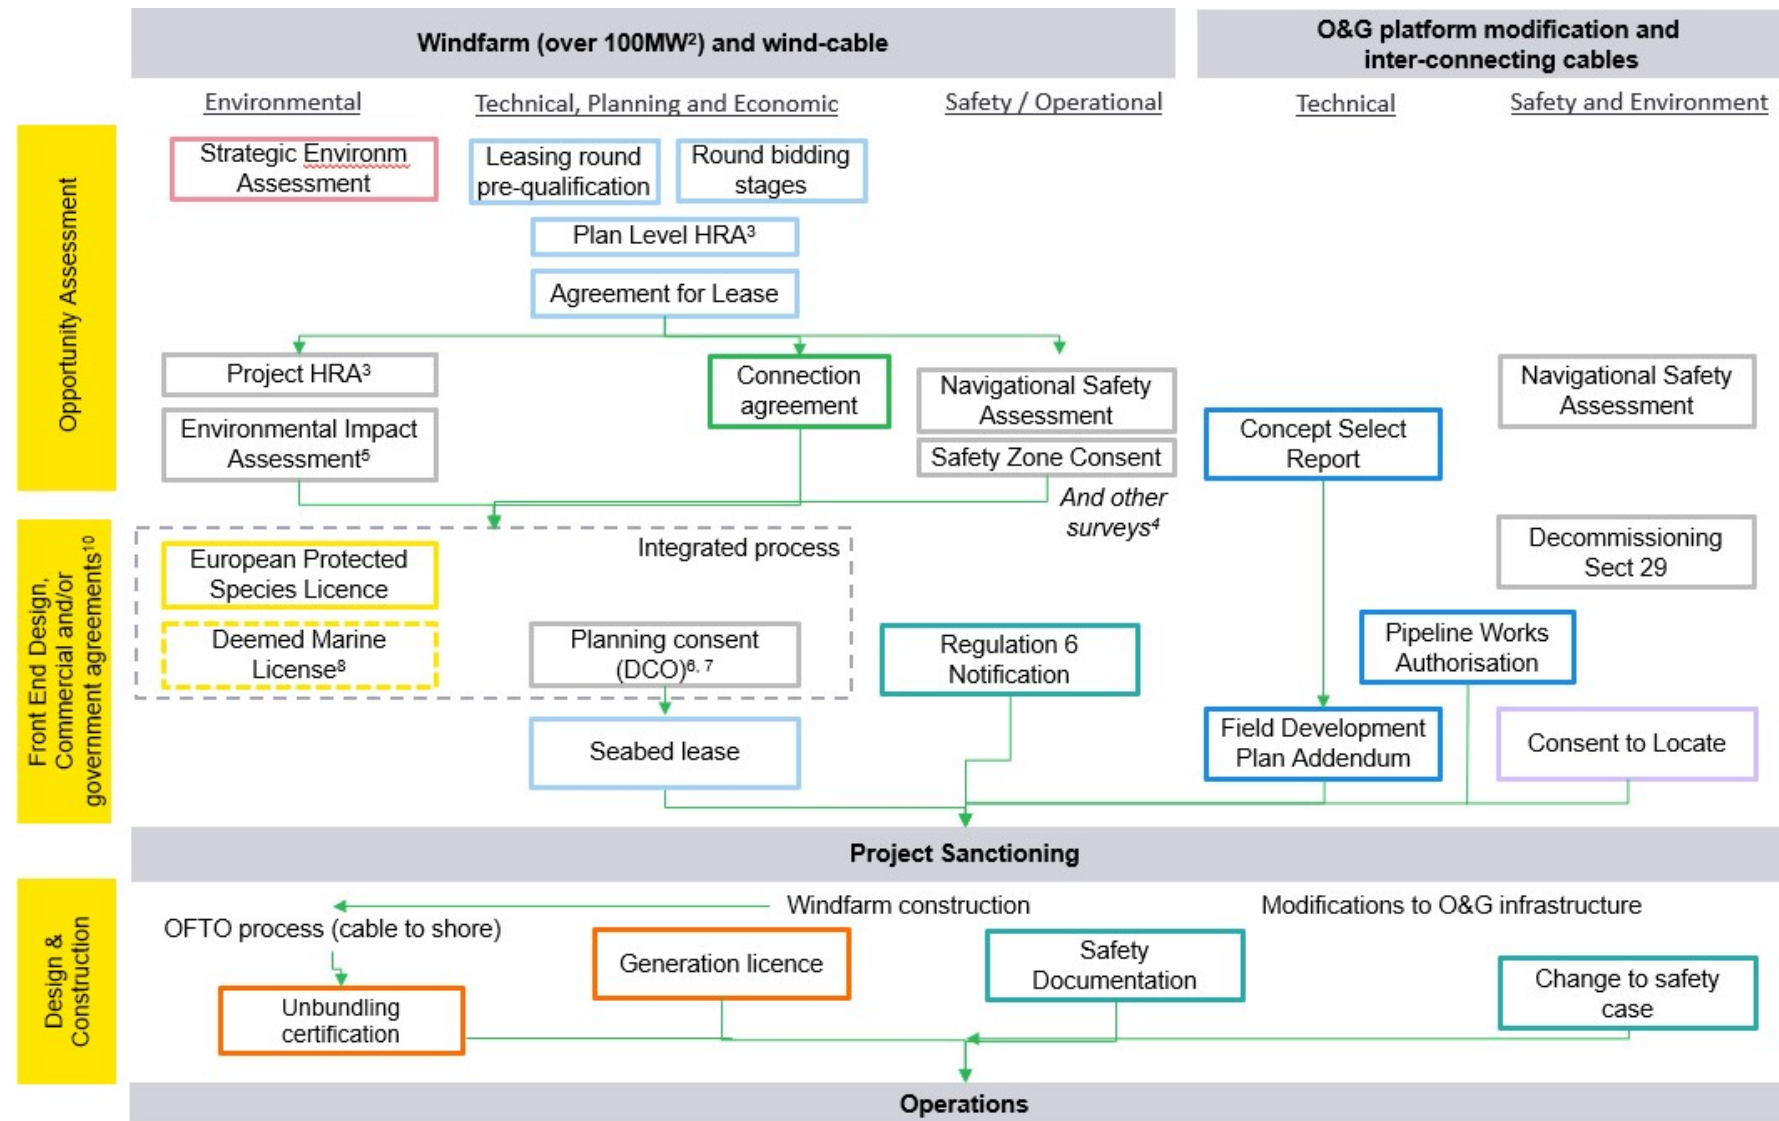 Windfarm (over 100MW²) and wind-cable
O&G platform modification and
inter-connecting cables
Environmental
Technical, Planning and Economic
Safety / Operational
Technical
Safety and Environment
Opportunity Assessment
Strategic Environm
Assessment
Leasing round
pre-qualification
Round bidding
stages
Plan Level HRA³
Agreement for Lease
Project HRA³
Environmental Impact
Assessment⁵
Connection
agreement
Navigational Safety
Assessment
Safety Zone Consent
And other
surveys⁴
Concept Select
Report
Navigational Safety
Assessment
Front End Design,
Commercial and/or
government agreements¹⁰
Integrated process
European Protected
Species Licence
Deemed Marine
License⁸
Planning consent
(DCO)⁶, ⁷
Seabed lease
Regulation 6
Notification
Decommissioning
Sect 29
Pipeline Works
Authorisation
Field Development
Plan Addendum
Consent to Locate
Project Sanctioning
Design &
Construction
Windfarm construction
Modifications to O&G infrastructure
OFTO process (cable to shore)
Unbundling
certification
Generation licence
Safety
Documentation
Change to safety
case
Operations